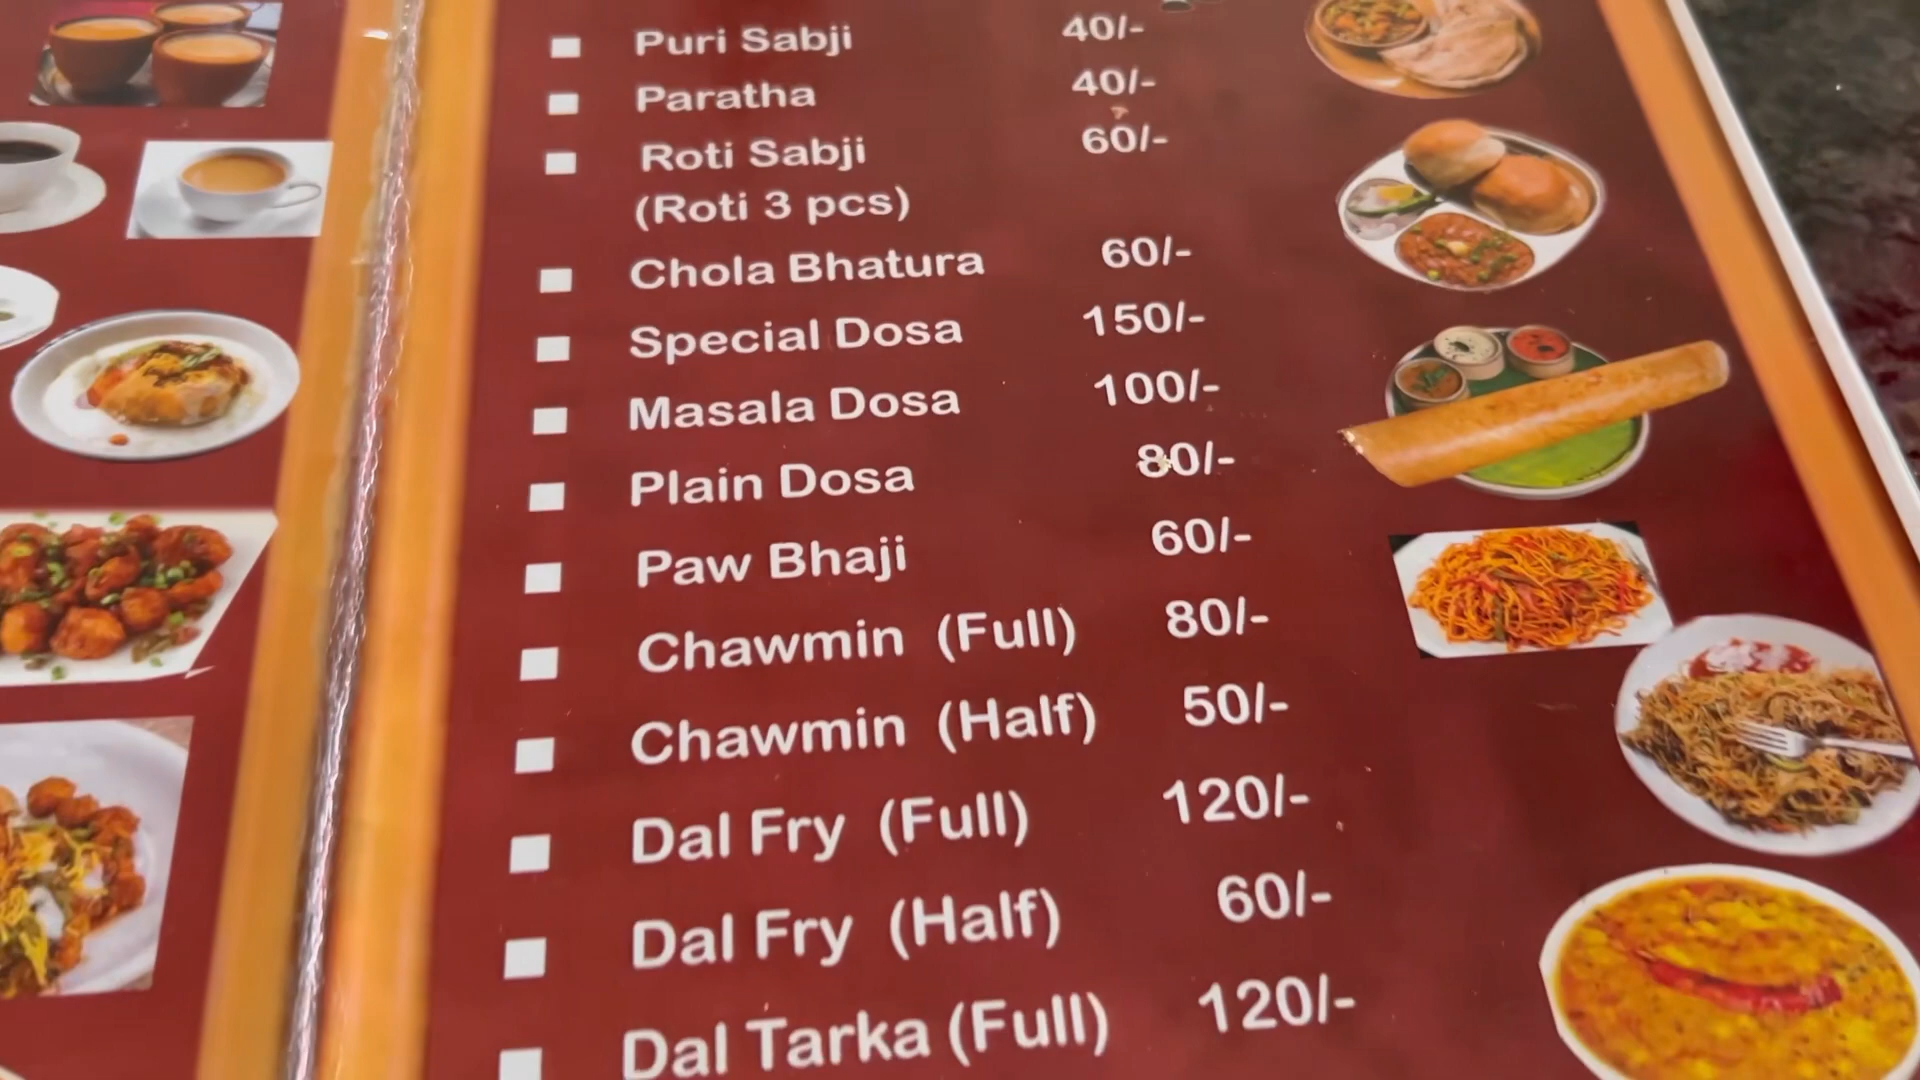 Puri Sabji 40/-
Paratha 40/-
Roti Sabji 60/-
(Roti 3 pcs)
Chola Bhatura 60/-
Special Dosa 150/-
Masala Dosa 100/-
Plain Dosa 80/-
Paw Bhaji 60/-
Chawmin (Full) 80/-
Chawmin (Half) 50/-
Dal Fry (Full) 120/-
Dal Fry (Half) 60/-
Dal Tarka (Full) 120/-